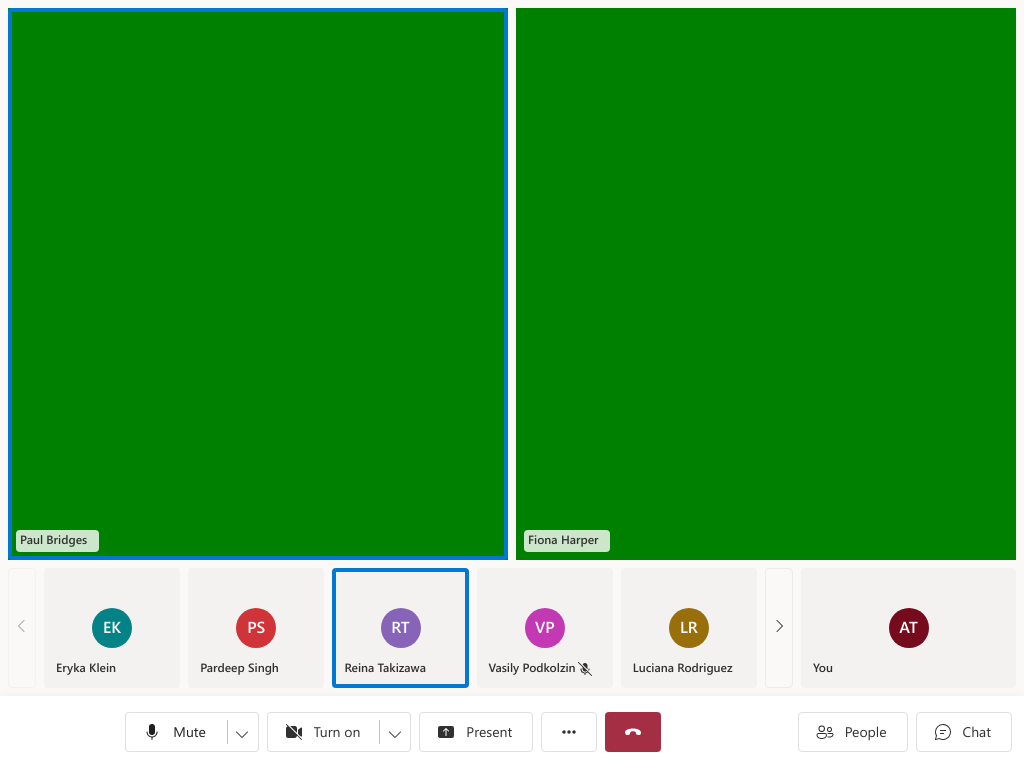 Paul Bridges
Fiona Harper
EK
Eryka Klein
PS
Pardeep Singh
RT
Reina Takizawa
VP
Vasily Podkolzin
LR
Luciana Rodriguez
AT
You
Mute
Turn on
Present
People
Chat